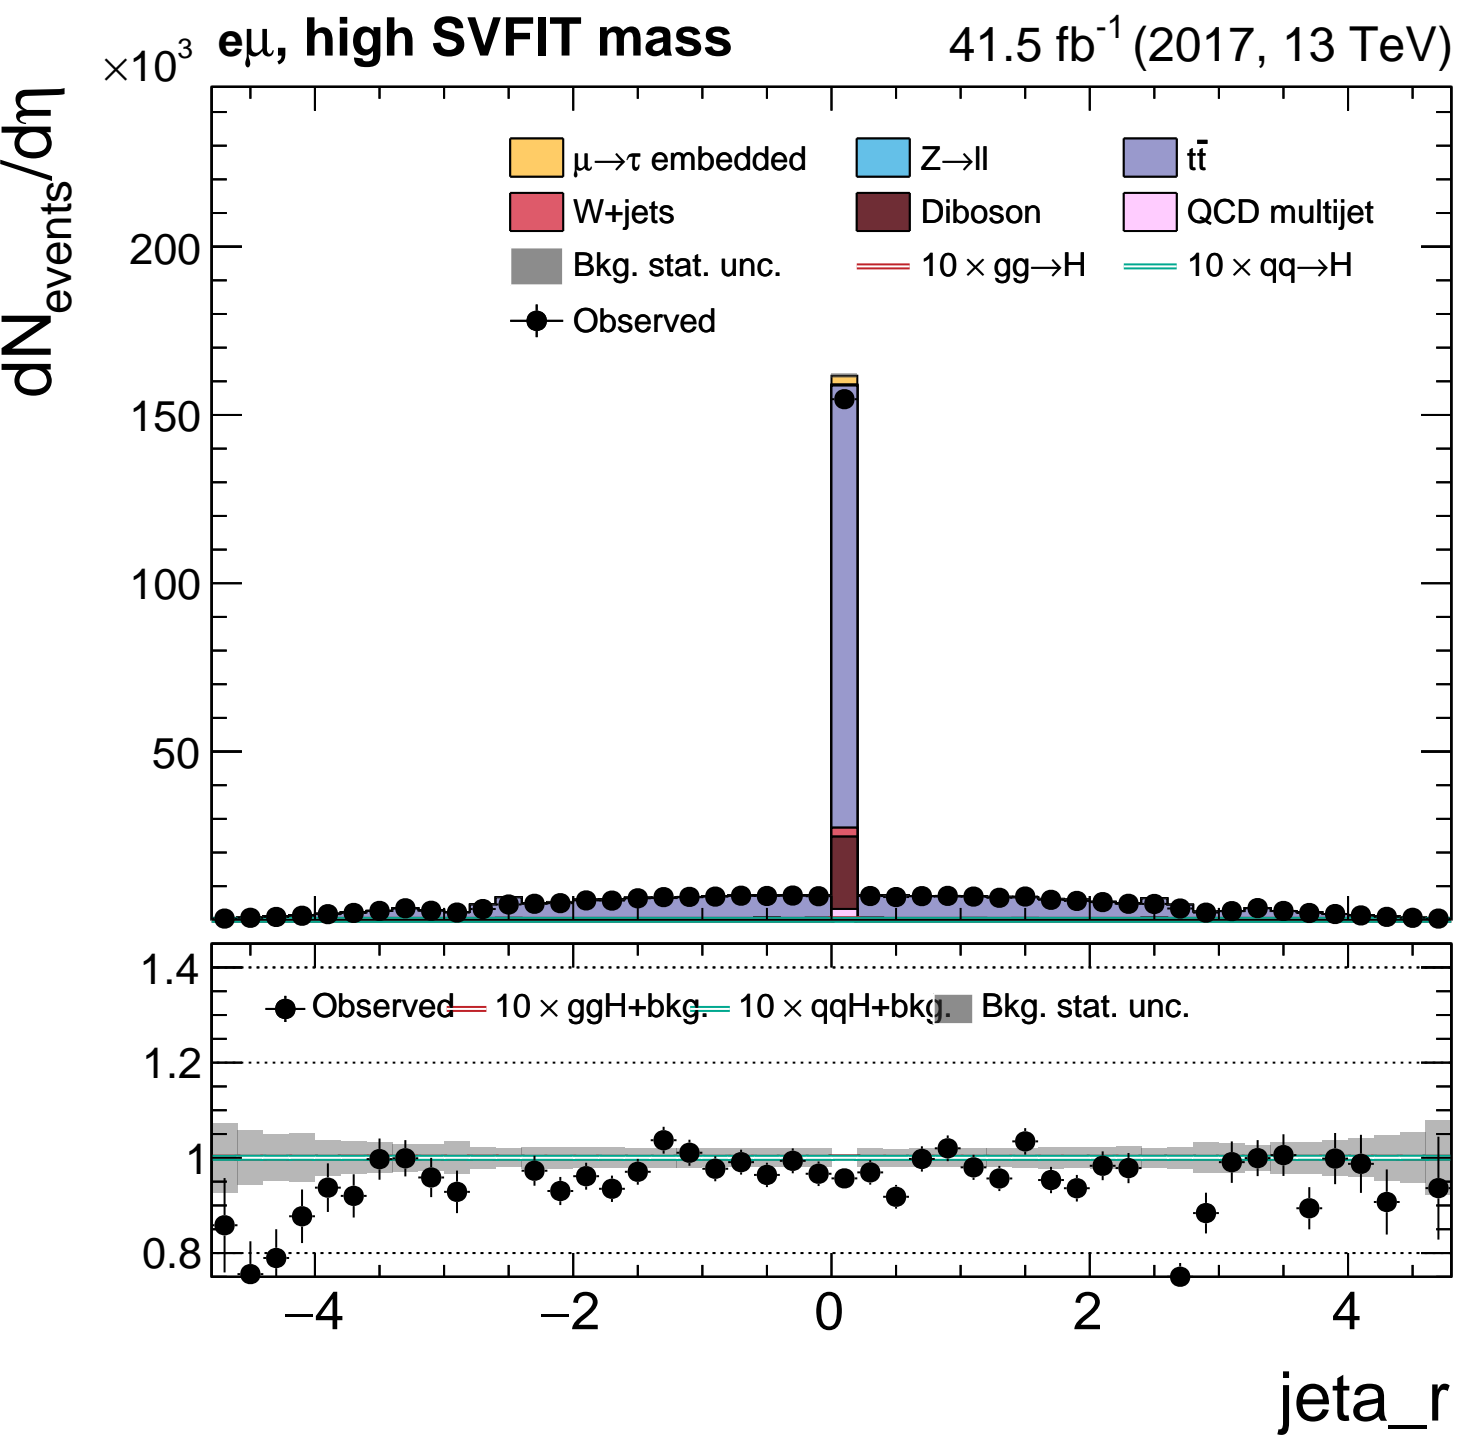 ×10³ eμ, high SVFIT mass 41.5 fb⁻¹ (2017, 13 TeV)
dN_events/dη
μ→τ embedded Z→ll tt̄
W+jets Diboson QCD multijet
Bkg. stat. unc. 10 × gg→H 10 × qq→H
Observed
200
150
100
50
1.4
Observed 10 × ggH+bkg. 10 × qqH+bkg. Bkg. stat. unc.
1.2
1
0.8
−4 −2 0 2 4
jeta_r